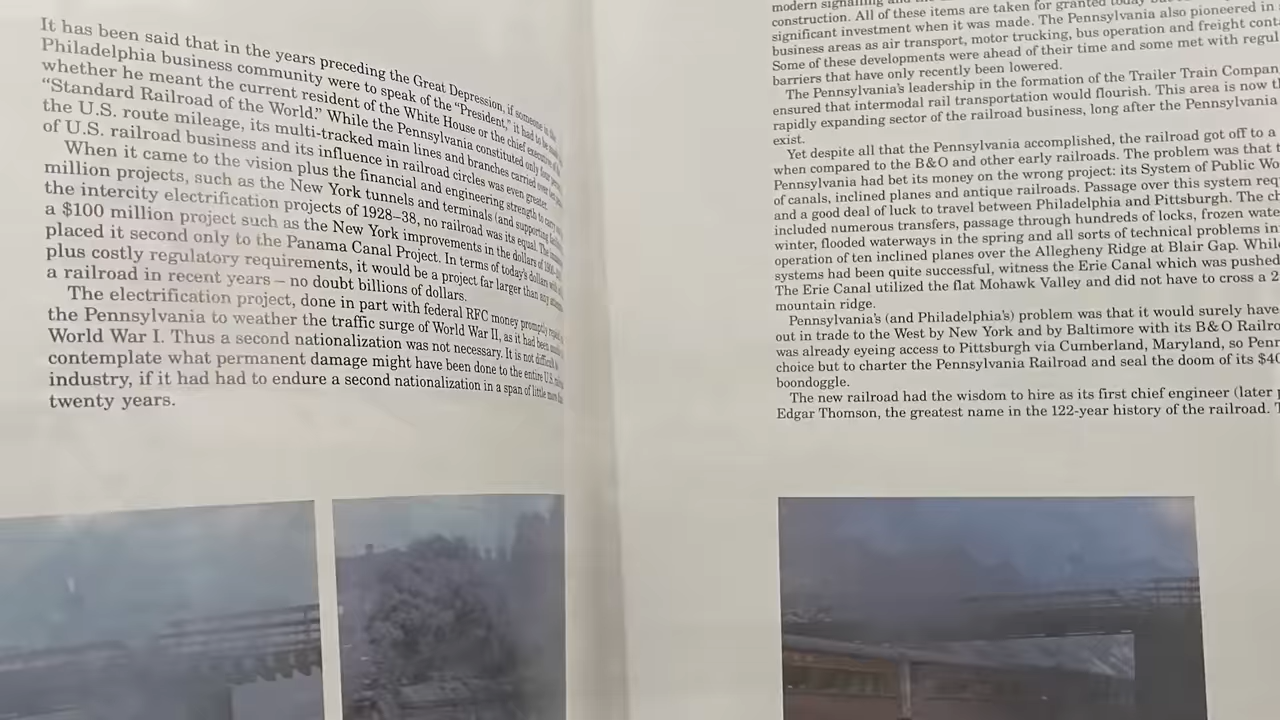 It has been said that in the years preceding the Great Depression, if someone in the
Philadelphia business community were to speak of the “President,” it had to be
whether he meant the current resident of the White House or the chief executive of the
“Standard Railroad of the World.” While the Pennsylvania constituted only four
the U.S. route mileage, its multi-tracked main lines and branches carried over ten
of U.S. railroad business and its influence in railroad circles was even greater.
When it came to the vision plus the financial and engineering strength to carry
million projects, such as the New York tunnels and terminals (and supporting
the intercity electrification projects of 1928–38, no railroad was its equal. The
a $100 million project such as the New York improvements in the dollars of
placed it second only to the Panama Canal Project. In terms of today’s dollars
plus costly regulatory requirements, it would be a project far larger than any
a railroad in recent years – no doubt billions of dollars.
The electrification project, done in part with federal RFC money promptly
the Pennsylvania to weather the traffic surge of World War II, as it had been
World War I. Thus a second nationalization was not necessary. It is not difficult to
contemplate what permanent damage might have been done to the entire U.S.
industry, if it had had to endure a second nationalization in a span of little more than
twenty years.
modern signalling and
construction. All of these items are taken for granted today
significant investment when it was made. The Pennsylvania also pioneered in
business areas as air transport, motor trucking, bus operation and freight
Some of these developments were ahead of their time and some met with
barriers that have only recently been lowered.
The Pennsylvania’s leadership in the formation of the Trailer Train
ensured that intermodal rail transportation would flourish. This area is now
rapidly expanding sector of the railroad business, long after the Pennsylvania
exist.
Yet despite all that the Pennsylvania accomplished, the railroad got off to a
when compared to the B&O and other early railroads. The problem was that
Pennsylvania had bet its money on the wrong project: its System of Public
of canals, inclined planes and antique railroads. Passage over this system
and a good deal of luck to travel between Philadelphia and Pittsburgh. The
included numerous transfers, passage through hundreds of locks, frozen
winter, flooded waterways in the spring and all sorts of technical problems in
operation of ten inclined planes over the Allegheny Ridge at Blair Gap.
systems had been quite successful, witness the Erie Canal which was pushed
The Erie Canal utilized the flat Mohawk Valley and did not have to cross a
mountain ridge.
Pennsylvania’s (and Philadelphia’s) problem was that it would surely have
out in trade to the West by New York and by Baltimore with its B&O
was already eyeing access to Pittsburgh via Cumberland, Maryland, so
choice but to charter the Pennsylvania Railroad and seal the doom of its
boondoggle.
The new railroad had the wisdom to hire as its first chief engineer (later
Edgar Thomson, the greatest name in the 122-year history of the railroad.